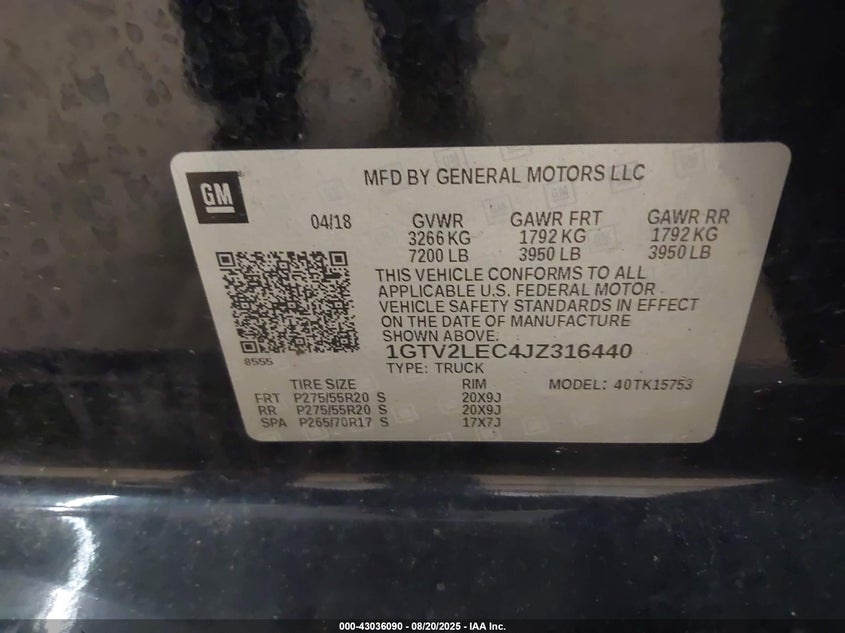 GM
MFD BY GENERAL MOTORS LLC
04/18 GVWR GAWR FRT GAWR RR
3266 KG 1792 KG 1792 KG
7200 LB 3950 LB 3950 LB
THIS VEHICLE CONFORMS TO ALL
APPLICABLE U.S. FEDERAL MOTOR
VEHICLE SAFETY STANDARDS IN EFFECT
ON THE DATE OF MANUFACTURE
SHOWN ABOVE.
8555
1GTV2LEC4JZ316440
TYPE: TRUCK
TIRE SIZE RIM MODEL: 40TK15753
FRT P275/55R20 S 20X9J
RR P275/55R20 S 20X9J
SPA P265/70R17 S 17X7J
000-43036090 - 08/20/2025 - IAA Inc.